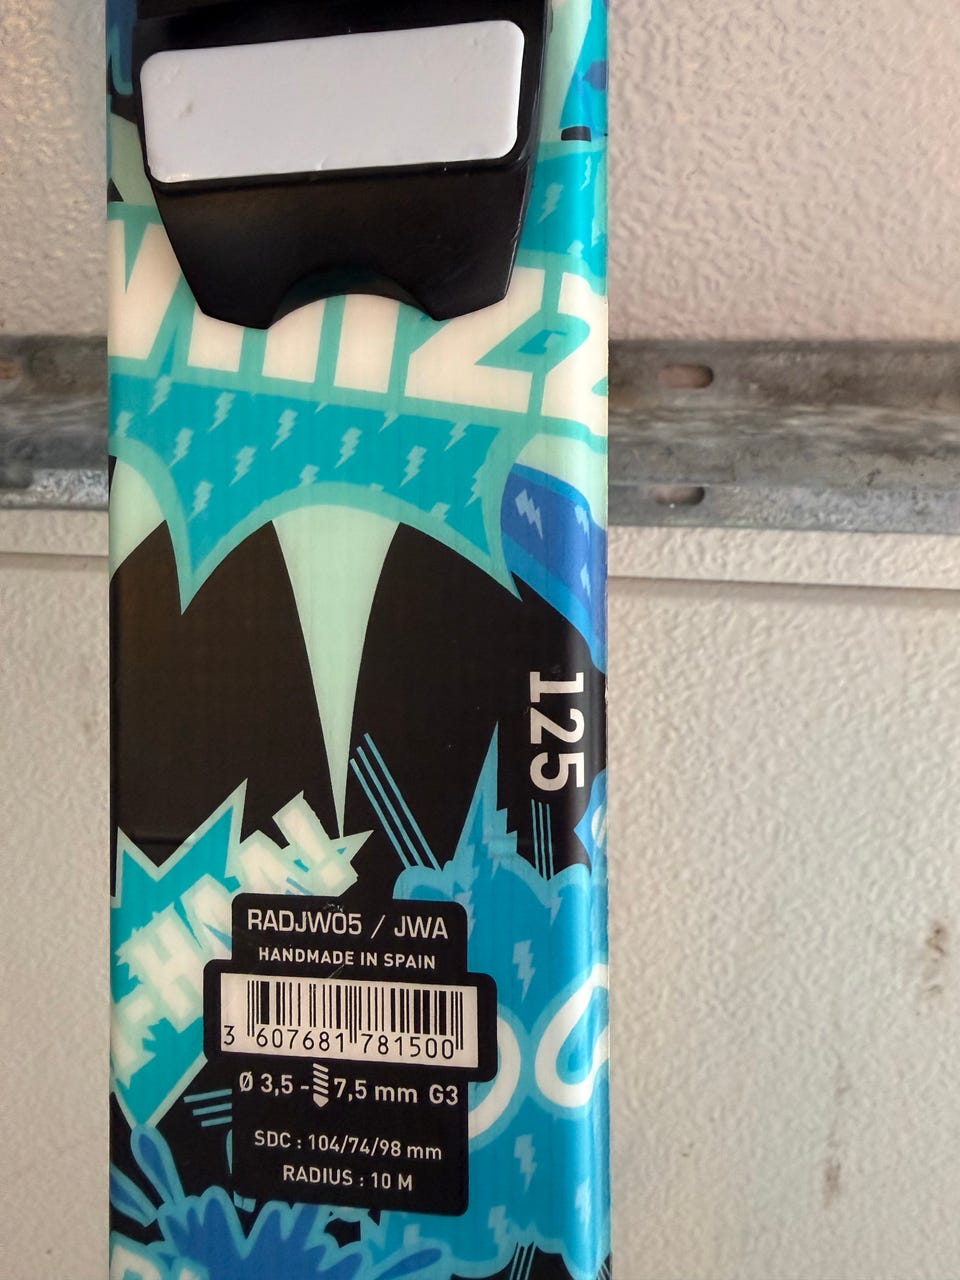 125
RADJW05 / JWA
HANDMADE IN SPAIN
3 607681 781500
Ø 3,5 - 7,5 mm G3
SDC : 104/74/98 mm
RADIUS : 10 M